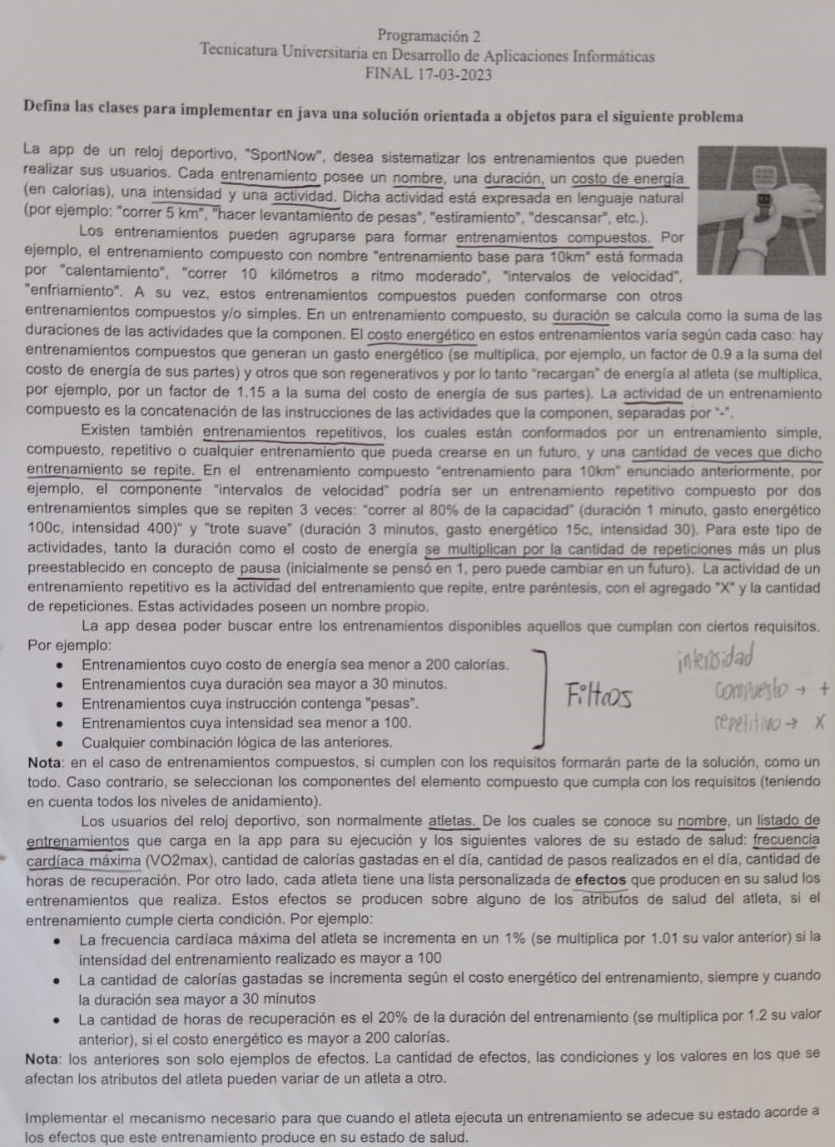 Programación 2
Tecnicatura Universitaria en Desarrollo de Aplicaciones Informáticas
FINAL 17-03-2023
Defina las clases para implementar en java una solución orientada a objetos para el siguiente problema
La app de un reloj deportivo, "SportNow", desea sistematizar los entrenamientos que pueden
realizar sus usuarios. Cada entrenamiento posee un nombre, una duración, un costo de energía
(en calorías), una intensidad y una actividad. Dicha actividad está expresada en lenguaje natural
(por ejemplo: "correr 5 km", "hacer levantamiento de pesas", "estiramiento", "descansar", etc.).
Los entrenamientos pueden agruparse para formar entrenamientos compuestos. Por
ejemplo, el entrenamiento compuesto con nombre "entrenamiento base para 10km" está formada
por "calentamiento", "correr 10 kilómetros a ritmo moderado", "intervalos de velocidad",
"enfriamiento". A su vez, estos entrenamientos compuestos pueden conformarse con otros
entrenamientos compuestos y/o simples. En un entrenamiento compuesto, su duración se calcula como la suma de las
duraciones de las actividades que la componen. El costo energético en estos entrenamientos varía según cada caso: hay
entrenamientos compuestos que generan un gasto energético (se multiplica, por ejemplo, un factor de 0.9 a la suma del
costo de energía de sus partes) y otros que son regenerativos y por lo tanto "recargan" de energía al atleta (se multiplica,
por ejemplo, por un factor de 1.15 a la suma del costo de energía de sus partes). La actividad de un entrenamiento
compuesto es la concatenación de las instrucciones de las actividades que la componen, separadas por "-".
Existen también entrenamientos repetitivos, los cuales están conformados por un entrenamiento simple,
compuesto, repetitivo o cualquier entrenamiento que pueda crearse en un futuro, y una cantidad de veces que dicho
entrenamiento se repite. En el entrenamiento compuesto "entrenamiento para 10km" enunciado anteriormente, por
ejemplo, el componente "intervalos de velocidad" podría ser un entrenamiento repetitivo compuesto por dos
entrenamientos simples que se repiten 3 veces: "correr al 80% de la capacidad" (duración 1 minuto, gasto energético
100c, intensidad 400)" y "trote suave" (duración 3 minutos, gasto energético 15c, intensidad 30). Para este tipo de
actividades, tanto la duración como el costo de energía se multiplican por la cantidad de repeticiones más un plus
preestablecido en concepto de pausa (inicialmente se pensó en 1, pero puede cambiar en un futuro). La actividad de un
entrenamiento repetitivo es la actividad del entrenamiento que repite, entre paréntesis, con el agregado "X" y la cantidad
de repeticiones. Estas actividades poseen un nombre propio.
La app desea poder buscar entre los entrenamientos disponibles aquellos que cumplan con ciertos requisitos.
Por ejemplo:
• Entrenamientos cuyo costo de energía sea menor a 200 calorías.
• Entrenamientos cuya duración sea mayor a 30 minutos.
• Entrenamientos cuya instrucción contenga "pesas".
• Entrenamientos cuya intensidad sea menor a 100.
• Cualquier combinación lógica de las anteriores.
Filtros
intensidad
compuesto → +
repetitivo → X
Nota: en el caso de entrenamientos compuestos, si cumplen con los requisitos formarán parte de la solución, como un
todo. Caso contrario, se seleccionan los componentes del elemento compuesto que cumpla con los requisitos (teniendo
en cuenta todos los niveles de anidamiento).
Los usuarios del reloj deportivo, son normalmente atletas. De los cuales se conoce su nombre, un listado de
entrenamientos que carga en la app para su ejecución y los siguientes valores de su estado de salud: frecuencia
cardíaca máxima (VO2max), cantidad de calorías gastadas en el día, cantidad de pasos realizados en el día, cantidad de
horas de recuperación. Por otro lado, cada atleta tiene una lista personalizada de efectos que producen en su salud los
entrenamientos que realiza. Estos efectos se producen sobre alguno de los atributos de salud del atleta, si el
entrenamiento cumple cierta condición. Por ejemplo:
• La frecuencia cardíaca máxima del atleta se incrementa en un 1% (se multiplica por 1.01 su valor anterior) si la
intensidad del entrenamiento realizado es mayor a 100
• La cantidad de calorías gastadas se incrementa según el costo energético del entrenamiento, siempre y cuando
la duración sea mayor a 30 minutos
• La cantidad de horas de recuperación es el 20% de la duración del entrenamiento (se multiplica por 1.2 su valor
anterior), si el costo energético es mayor a 200 calorías.
Nota: los anteriores son solo ejemplos de efectos. La cantidad de efectos, las condiciones y los valores en los que se
afectan los atributos del atleta pueden variar de un atleta a otro.
Implementar el mecanismo necesario para que cuando el atleta ejecuta un entrenamiento se adecue su estado acorde a
los efectos que este entrenamiento produce en su estado de salud.